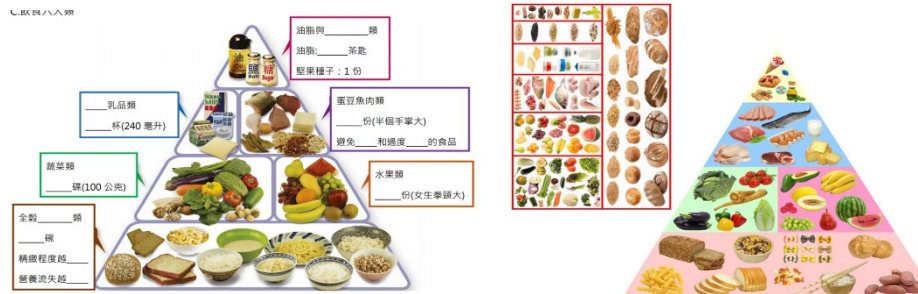 C.飲食六大類
油脂與______類
油脂:______茶匙
堅果種子：1 份
油
鹽
糖
____乳品類
_____杯(240 毫升)
蛋豆魚肉類
_____份(半個手掌大)
避免____和過度_____的食品
蔬菜類
_____碟(100 公克)
水果類
_____份(女生拳頭大)
全穀_______類
_____碗
精緻程度越____
營養流失越____